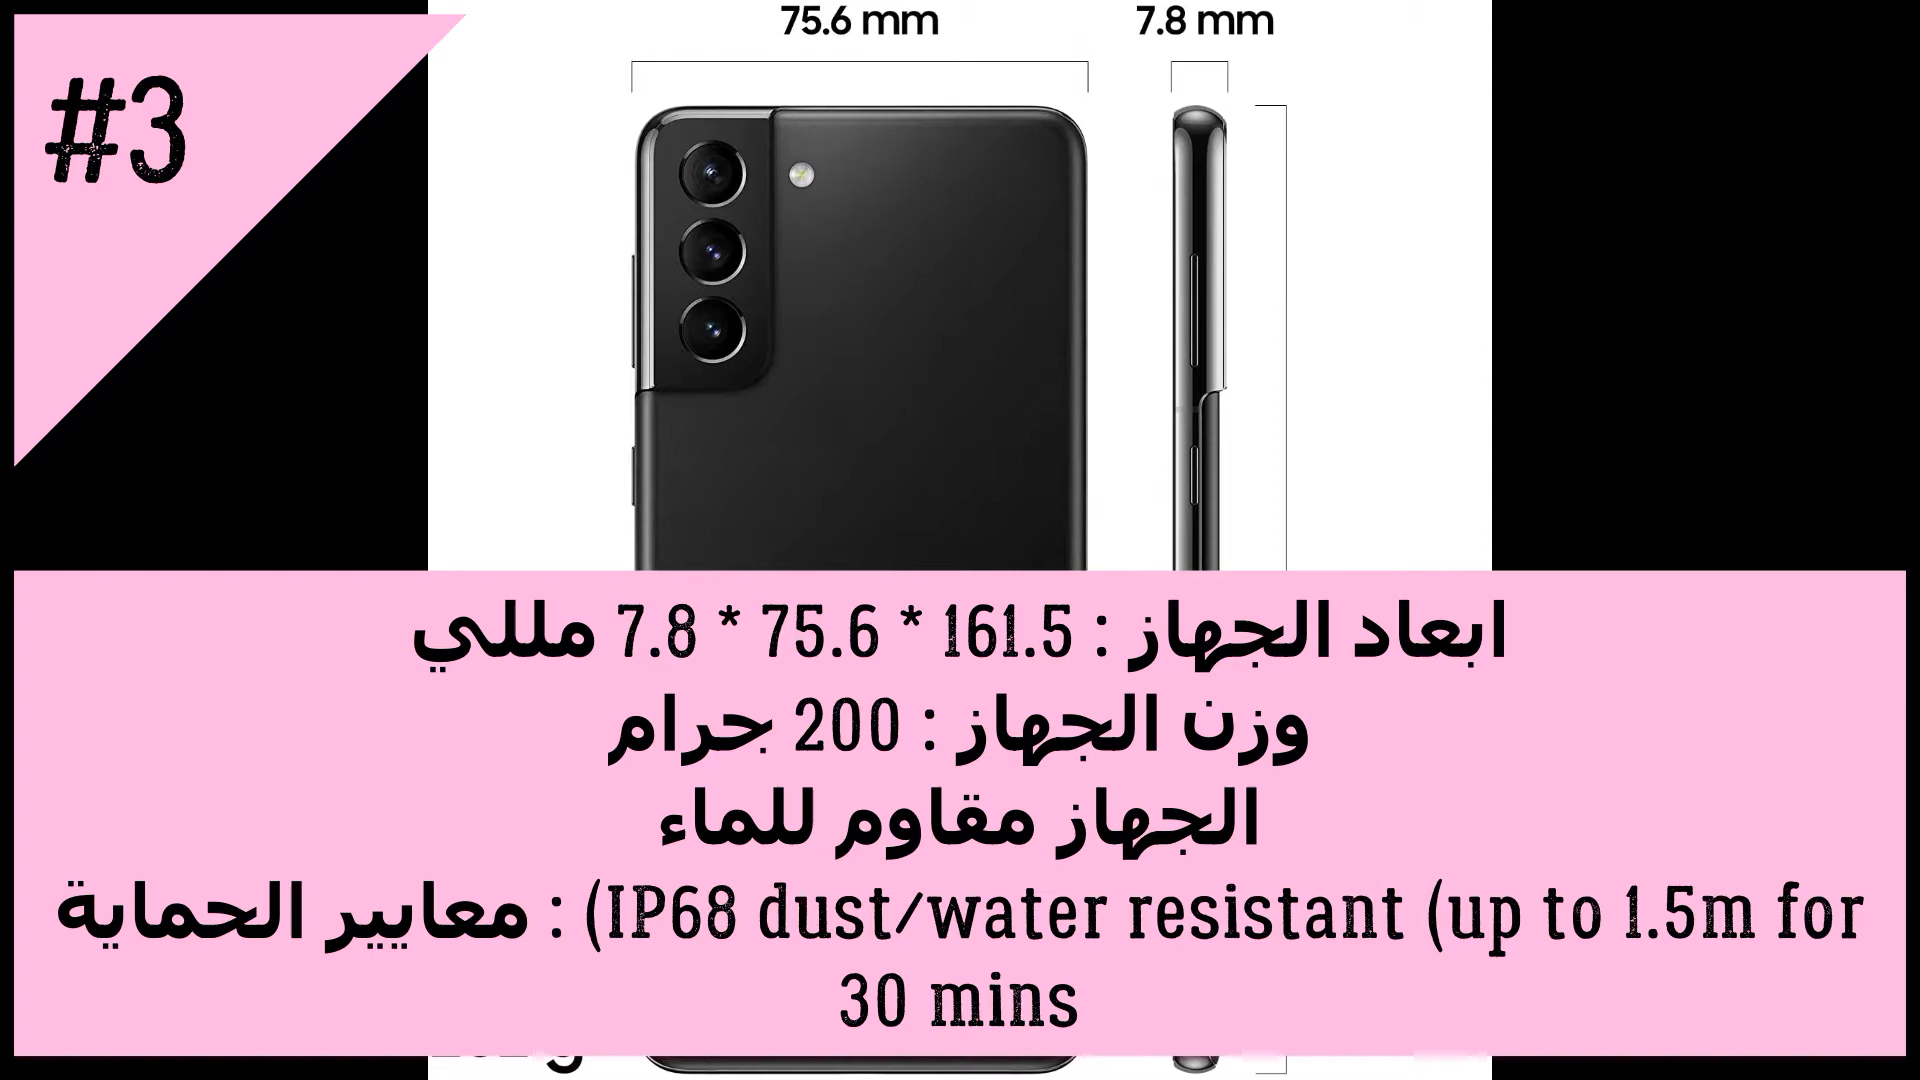 75.6 mm
7.8 mm
#3
ابعاد الجهاز : 161.5 * 75.6 * 7.8 مللي
وزن الجهاز : 200 جرام
الجهاز مقاوم للماء
معايير الحماية : (IP68 dust/water resistant (up to 1.5m for
30 mins